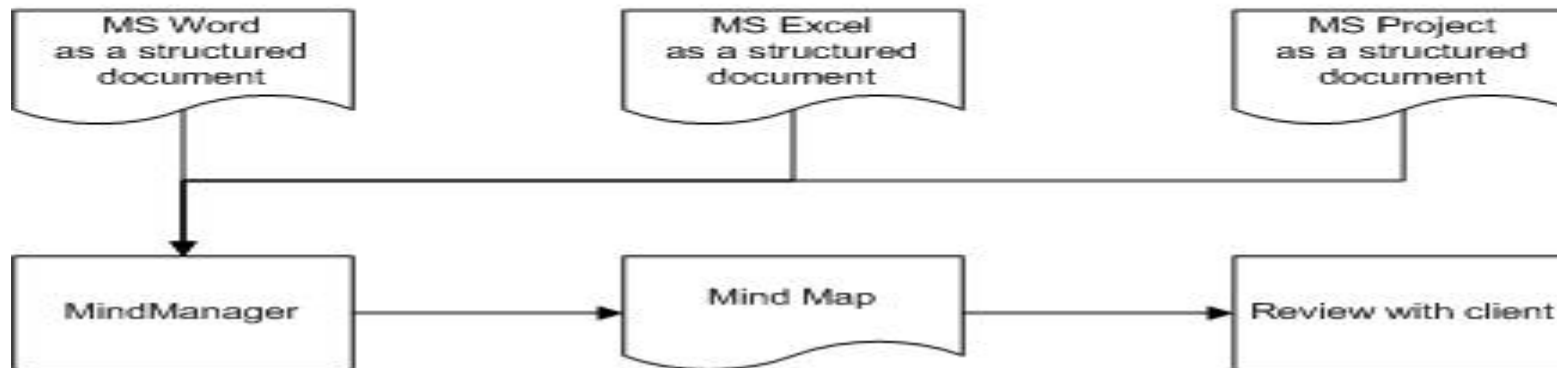 MS Word
as a structured
document
MS Excel
as a structured
document
MS Project
as a structured
document
MindManager
Mind Map
Review with client